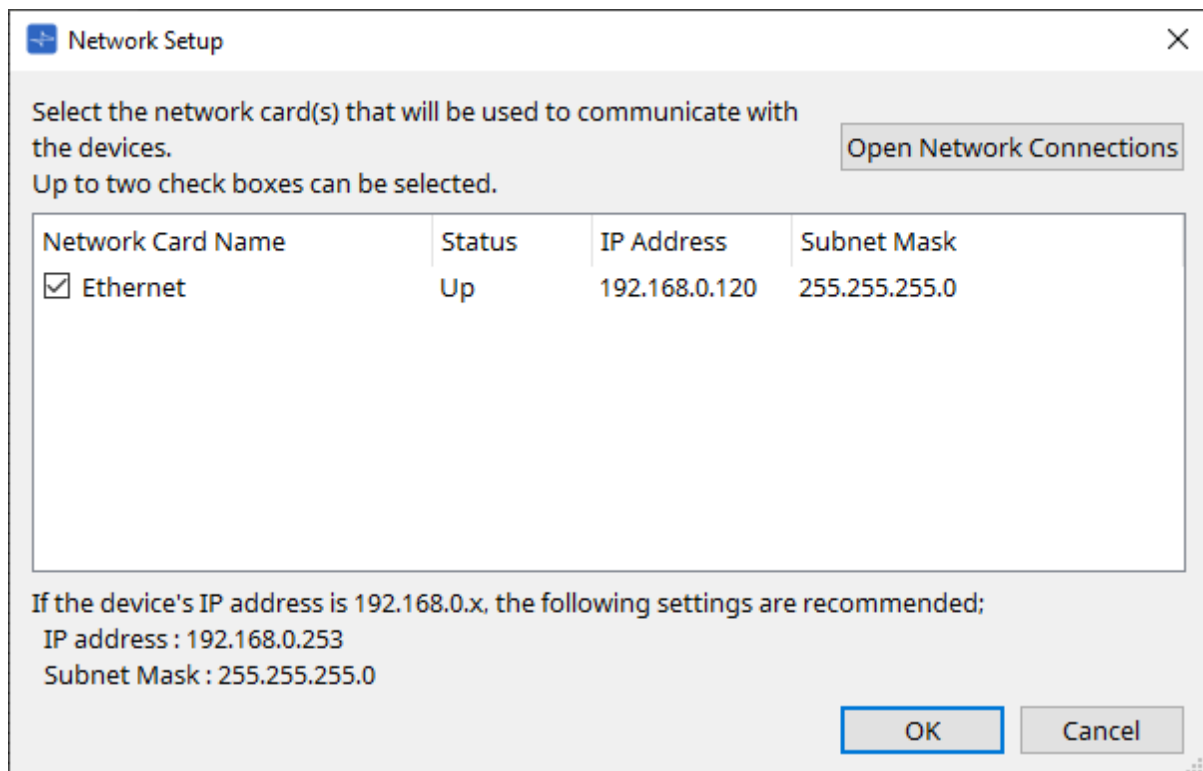 Network Setup
Select the network card(s) that will be used to communicate with
the devices.
Up to two check boxes can be selected.
Open Network Connections
Network Card Name Status IP Address Subnet Mask
Ethernet Up 192.168.0.120 255.255.255.0
If the device's IP address is 192.168.0.x, the following settings are recommended;
IP address : 192.168.0.253
Subnet Mask : 255.255.255.0
OK Cancel